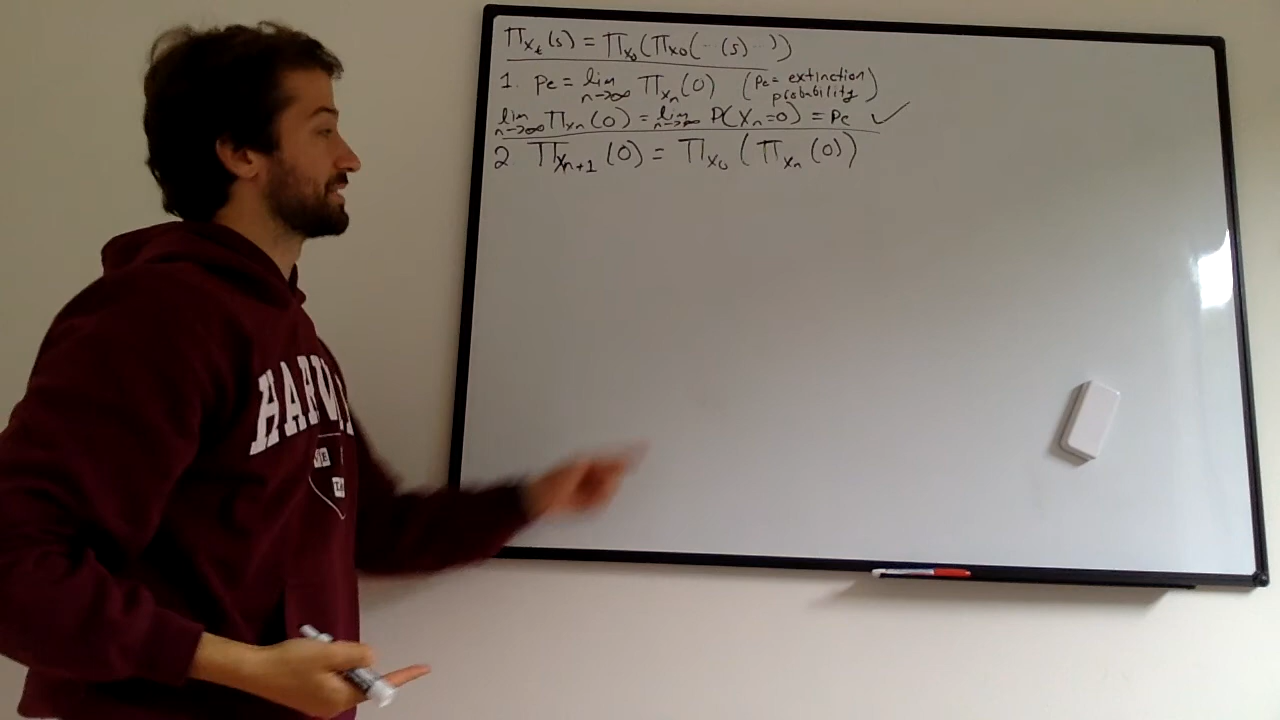 Π_{X_t}(s) = Π_{X_0}(Π_{X_0}(· (s) ··))
1. Pe = lim_{n→∞} Π_{X_n}(0) (Pe = extinction probability)
lim_{n→∞} Π_{X_n}(0) = lim_{n→∞} P(X_n=0) = Pe ✓
2 Π_{X_{n+1}}(0) = Π_{X_0}(Π_{X_n}(0))